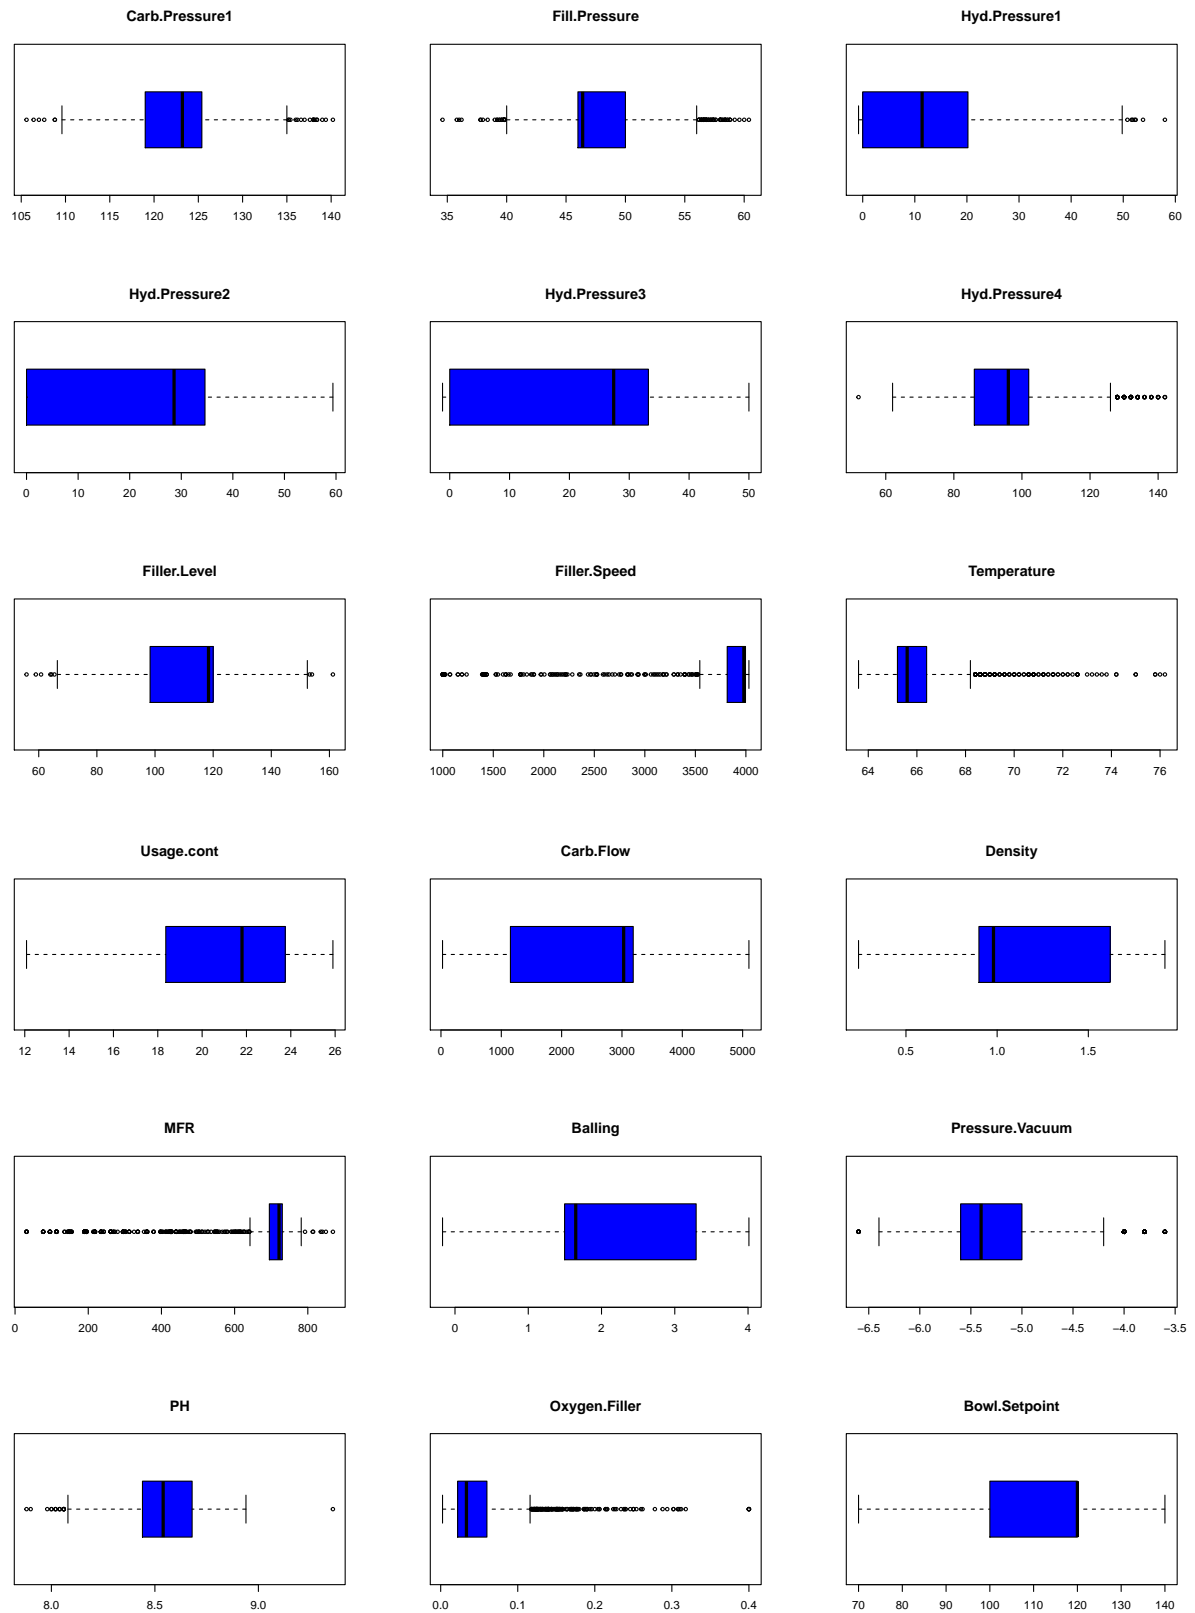 Carb.Pressure1 Fill.Pressure Hyd.Pressure1
105 110 115 120 125 130 135 140 35 40 45 50 55 60 0 10 20 30 40 50 60
Hyd.Pressure2 Hyd.Pressure3 Hyd.Pressure4
0 10 20 30 40 50 60 0 10 20 30 40 50 60 80 100 120 140
Filler.Level Filler.Speed Temperature
60 80 100 120 140 160 1000 1500 2000 2500 3000 3500 4000 64 66 68 70 72 74 76
Usage.cont Carb.Flow Density
12 14 16 18 20 22 24 26 0 1000 2000 3000 4000 5000 0.5 1.0 1.5
MFR Balling Pressure.Vacuum
0 200 400 600 800 0 1 2 3 4 −6.5 −6.0 −5.5 −5.0 −4.5 −4.0 −3.5
PH Oxygen.Filler Bowl.Setpoint
8.0 8.5 9.0 0.0 0.1 0.2 0.3 0.4 70 80 90 100 110 120 130 140